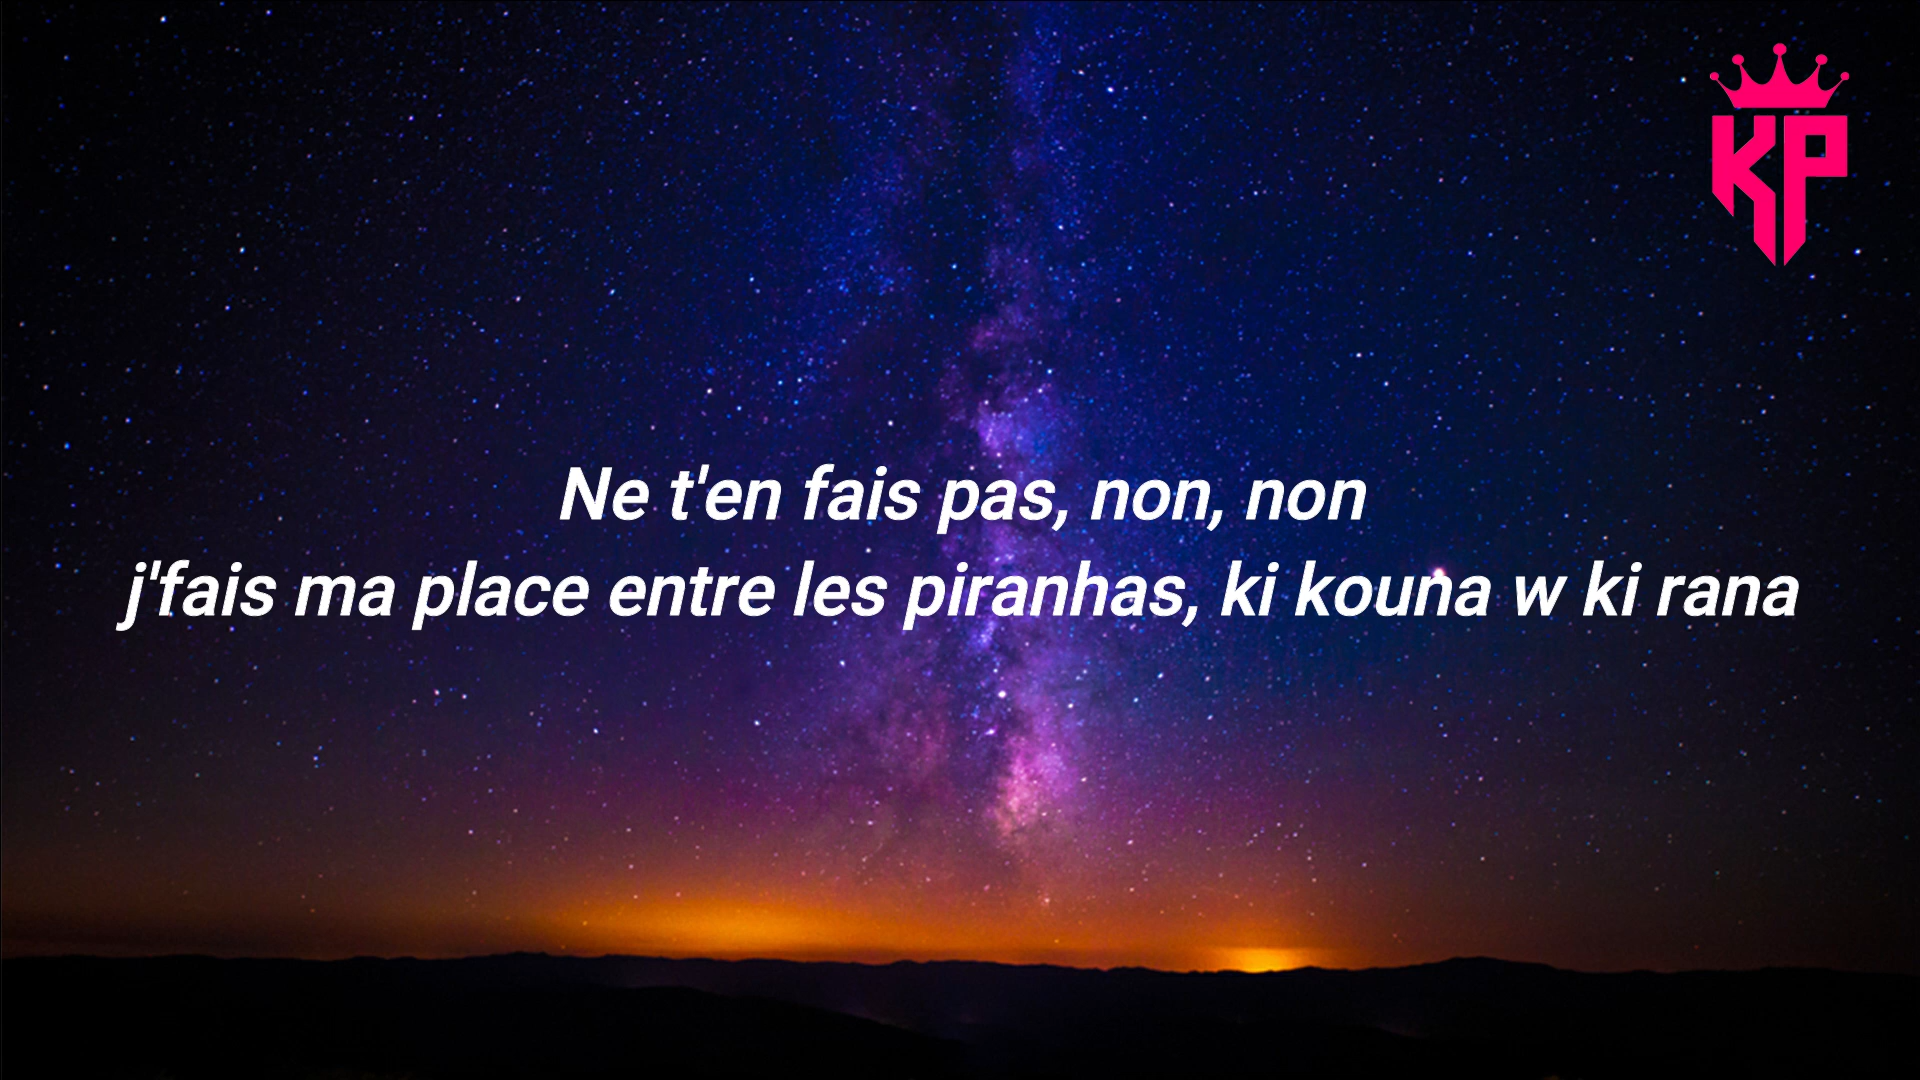 KP
Ne t'en fais pas, non, non
j'fais ma place entre les piranhas, ki kouna w ki rana